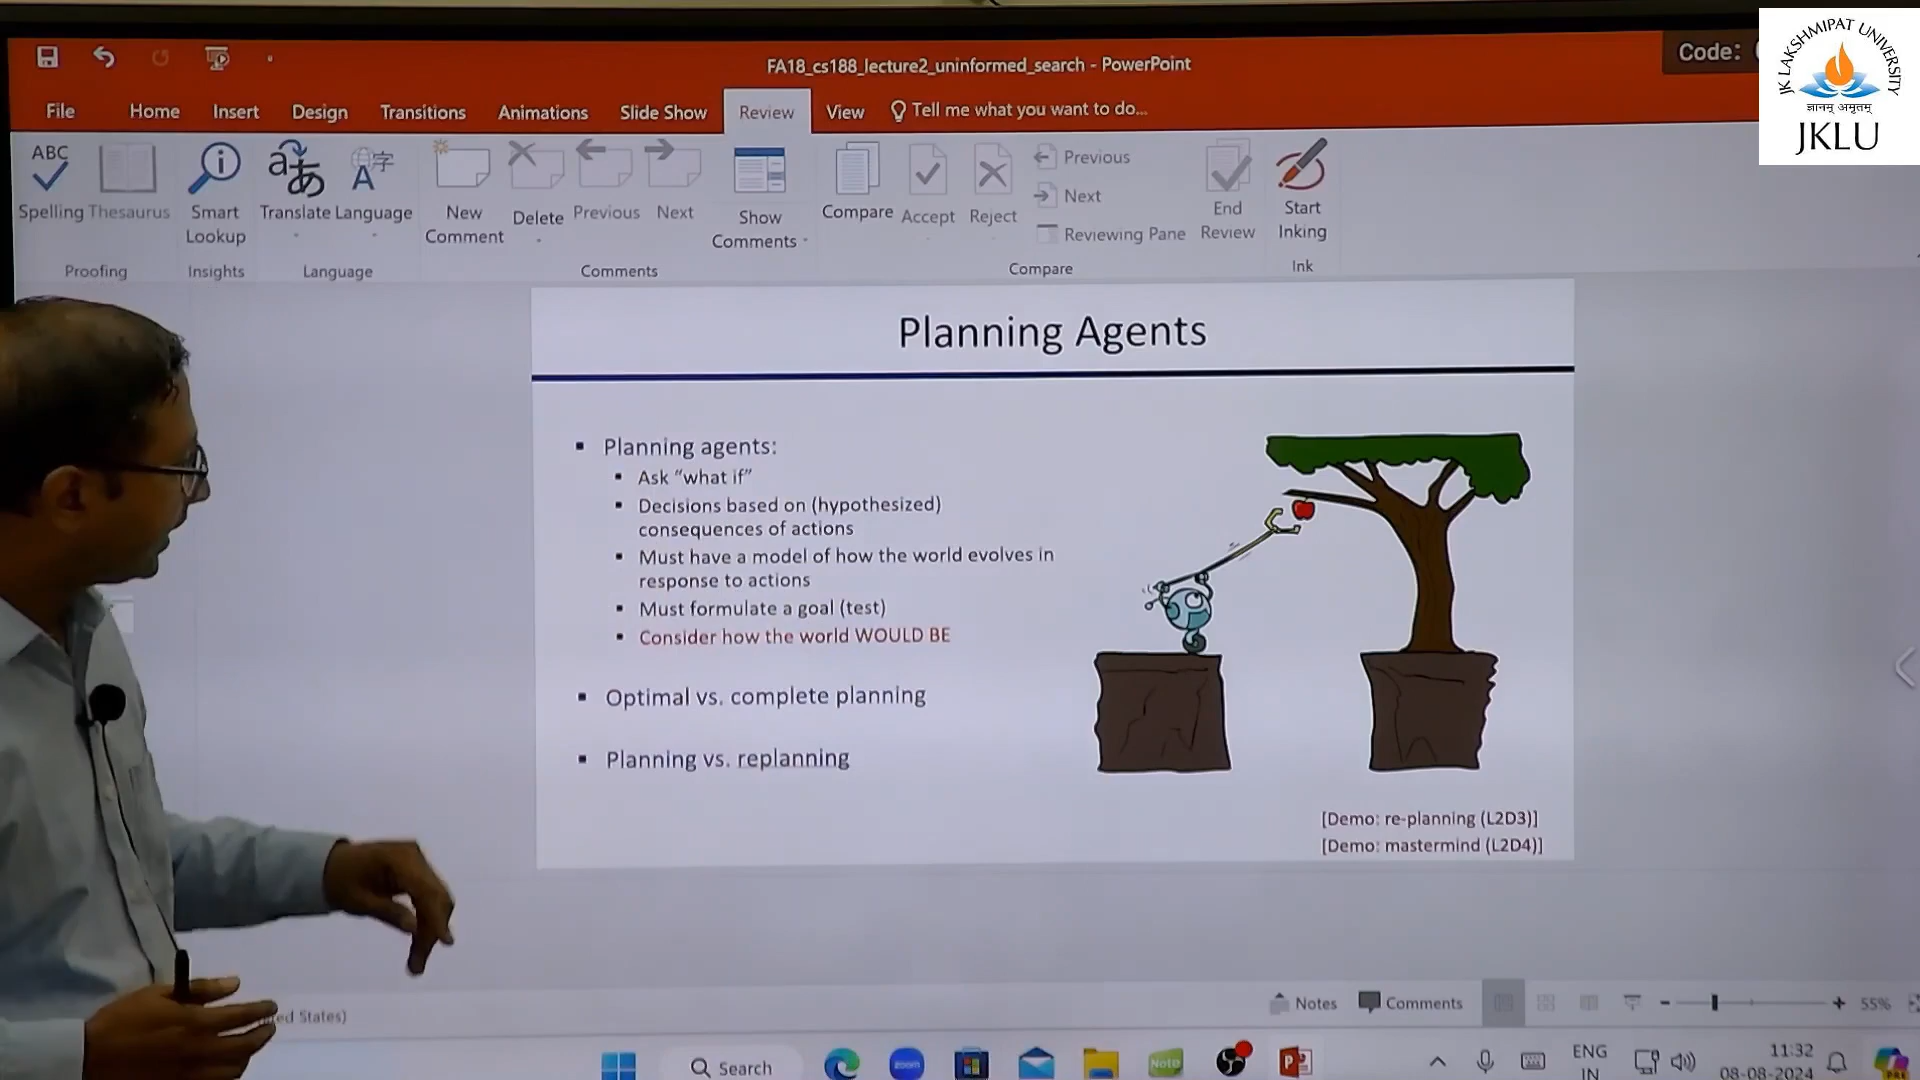 FA18_cs188_lecture2_uninformed_search - PowerPoint
Code:
JK LAKSHMIPAT UNIVERSITY
ज्ञानम् अमृतम्
JKLU
File Home Insert Design Transitions Animations Slide Show Review View Tell me what you want to do...
ABC
Spelling Thesaurus
Smart Lookup
Translate Language
New Comment
Delete Previous Next
Show Comments
Compare Accept Reject
Previous
Next
Reviewing Pane
End Review
Start Inking
Proofing Insights Language Comments Compare Ink
Planning Agents
Planning agents:
Ask “what if”
Decisions based on (hypothesized)
consequences of actions
Must have a model of how the world evolves in
response to actions
Must formulate a goal (test)
Consider how the world WOULD BE
Optimal vs. complete planning
Planning vs. replanning
[Demo: re-planning (L2D3)]
[Demo: mastermind (L2D4)]
States)
Notes Comments 55%
Search
zoom
Note
ENG
IN
11:32
08-08-2024